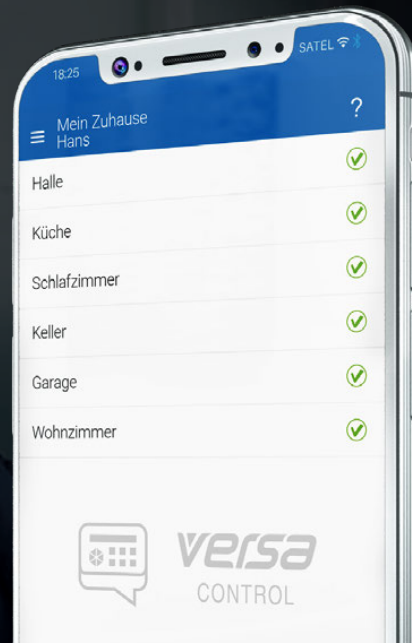 18:25
SATEL
Mein Zuhause
Hans
?
Halle
Küche
Schlafzimmer
Keller
Garage
Wohnzimmer
versa
CONTROL